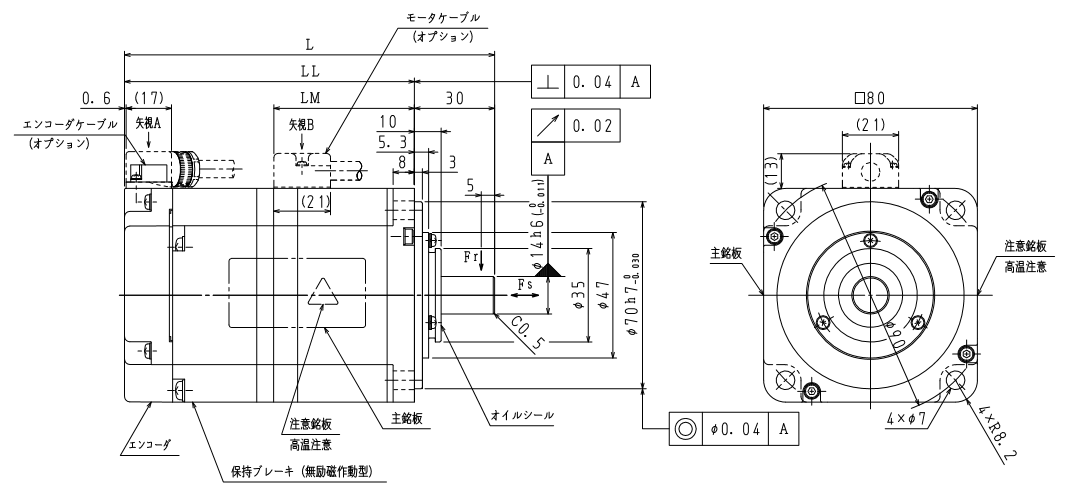 モータケーブル
(オプション)
L
LL
⊥ 0.04 A
0.6
(17)
LM
30
□80
エンコーダケーブル
(オプション)
矢視A
矢視B
10
5.3
8
3
↗ 0.02
A
(21)
(13)
(21)
5
φ14h6(0 -0.011)
Fr
Fs
φ35
φ47
φ70h7 0 -0.030
C0.5
主銘板
注意銘板
高温注意
φ90
4×φ7
4×R8.2
注意銘板
高温注意
主銘板
オイルシール
◎ φ0.04 A
エンコーダ
保持ブレーキ (無励磁作動型)